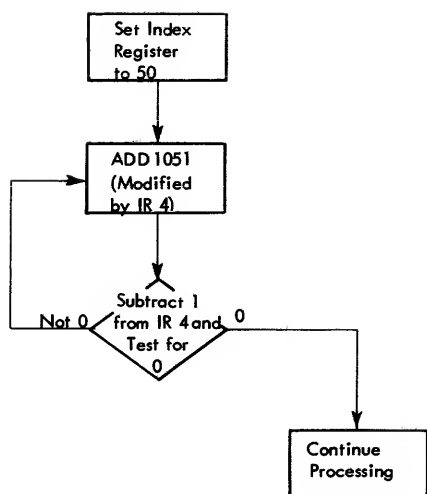 Set Index
Register
to 50
ADD 1051
(Modified
by IR 4)
Subtract 1
Not 0 from IR 4 and 0
Test for
0
Continue
Processing